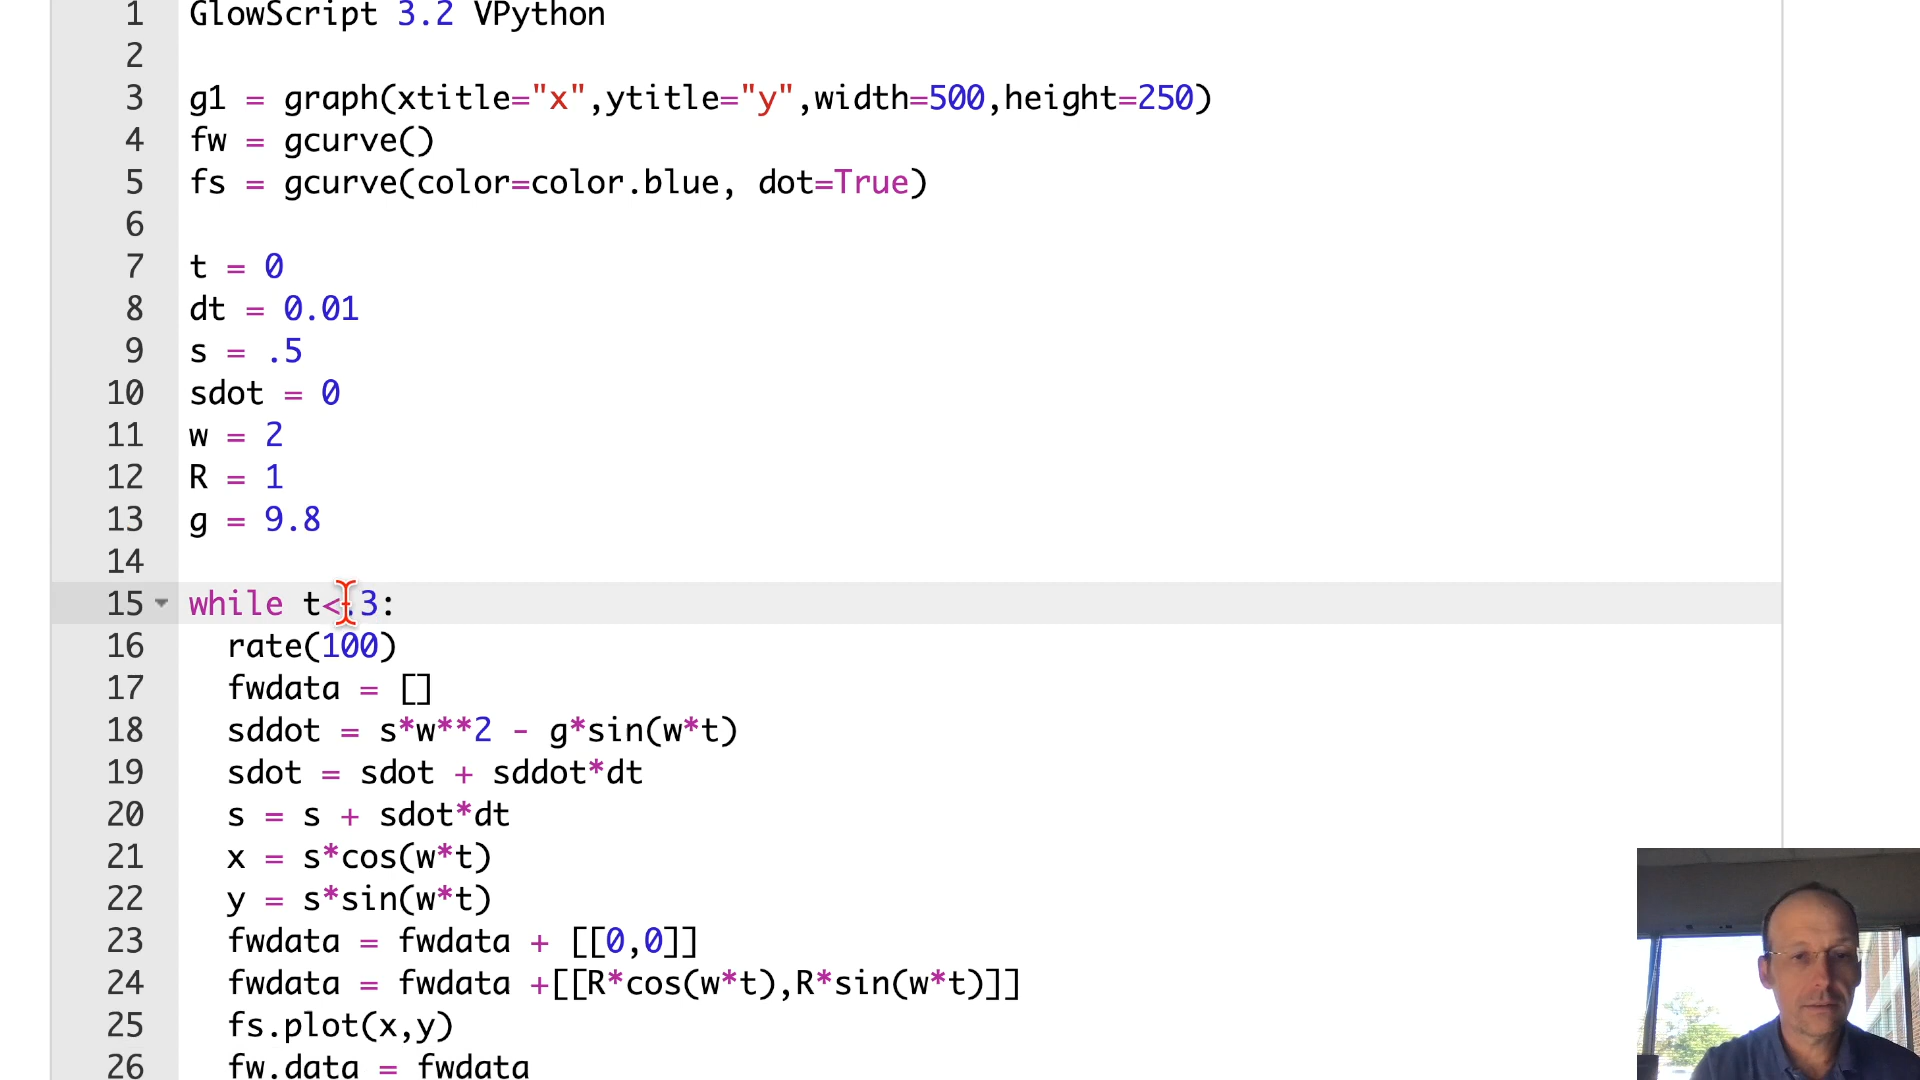 1 GlowScript 3.2 VPython
2
3 g1 = graph(xtitle="x",ytitle="y",width=500,height=250)
4 fw = gcurve()
5 fs = gcurve(color=color.blue, dot=True)
6
7 t = 0
8 dt = 0.01
9 s = .5
10 sdot = 0
11 w = 2
12 R = 1
13 g = 9.8
14
15 while t<.3:
16 rate(100)
17 fwdata = []
18 sddot = s*w**2 - g*sin(w*t)
19 sdot = sdot + sddot*dt
20 s = s + sdot*dt
21 x = s*cos(w*t)
22 y = s*sin(w*t)
23 fwdata = fwdata + [[0,0]]
24 fwdata = fwdata +[[R*cos(w*t),R*sin(w*t)]]
25 fs.plot(x,y)
26 fw.data = fwdata